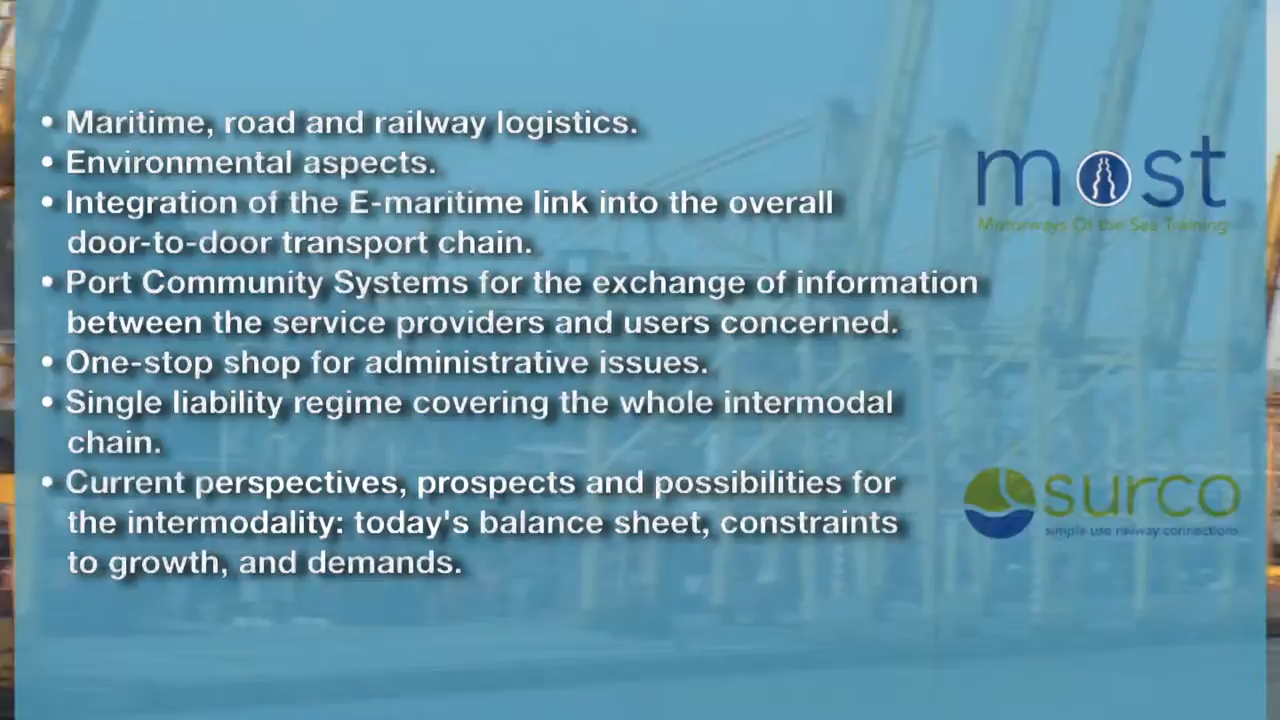 • Maritime, road and railway logistics.
• Environmental aspects.
• Integration of the E-maritime link into the overall
door-to-door transport chain.
• Port Community Systems for the exchange of information
between the service providers and users concerned.
• One-stop shop for administrative issues.
• Single liability regime covering the whole intermodal
chain.
• Current perspectives, prospects and possibilities for
the intermodality: today's balance sheet, constraints
to growth, and demands.
most
Motorways Of the Sea Training
surco
simple use railway connections